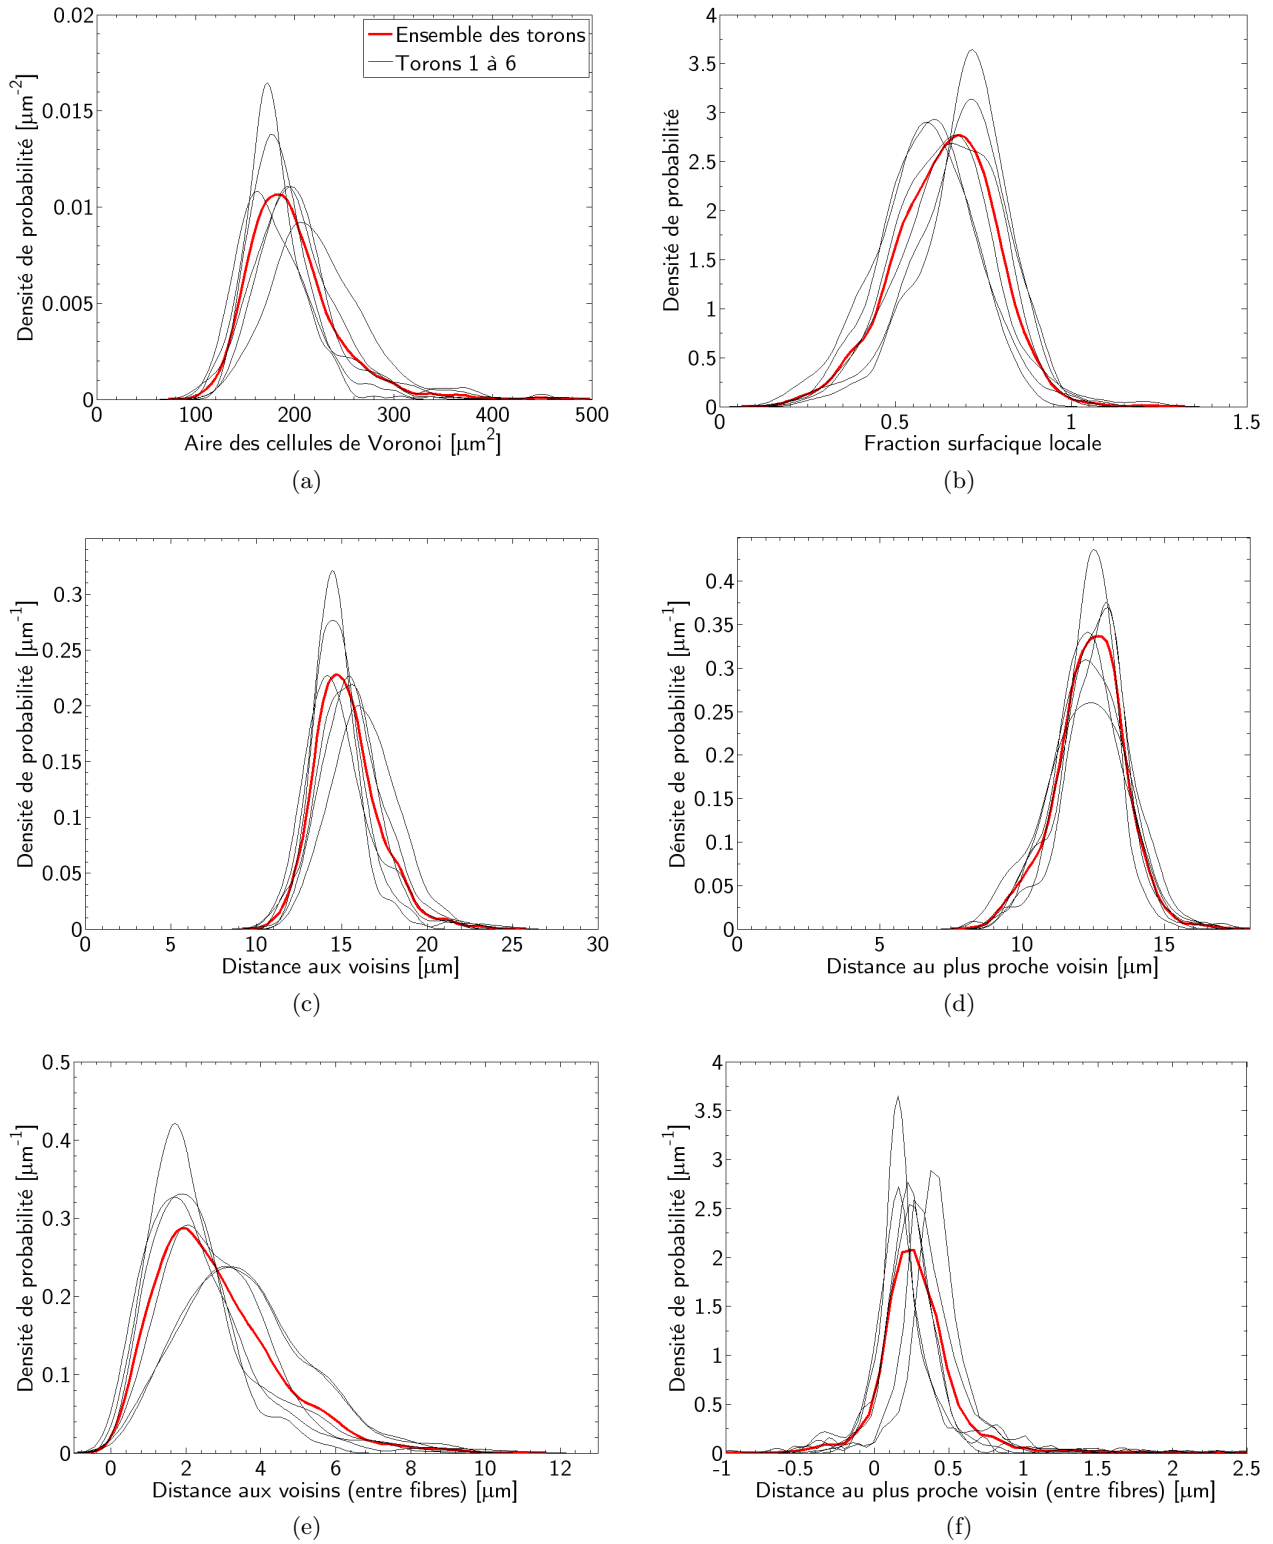 0.02
0.015
0.01
0.005
0
0 100 200 300 400 500
Densité de probabilité [μm-2]
Aire des cellules de Voronoi [μm2]
Ensemble des torons
Torons 1 à 6
(a)
4
3.5
3
2.5
2
1.5
1
0.5
0
0 0.5 1 1.5
Densité de probabilité
Fraction surfacique locale
(b)
0.3
0.25
0.2
0.15
0.1
0.05
0
0 5 10 15 20 25 30
Densité de probabilité [μm-1]
Distance aux voisins [μm]
(c)
0.4
0.35
0.3
0.25
0.2
0.15
0.1
0.05
0
0 5 10 15
Dénsite de probabilité [μm-1]
Distance au plus proche voisin [μm]
(d)
0.5
0.4
0.3
0.2
0.1
0
0 2 4 6 8 10 12
Densité de probabilité [μm-1]
Distance aux voisins (entre fibres) [μm]
(e)
4
3.5
3
2.5
2
1.5
1
0.5
0
-1 -0.5 0 0.5 1 1.5 2 2.5
Densité de probabilité [μm-1]
Distance au plus proche voisin (entre fibres) [μm]
(f)